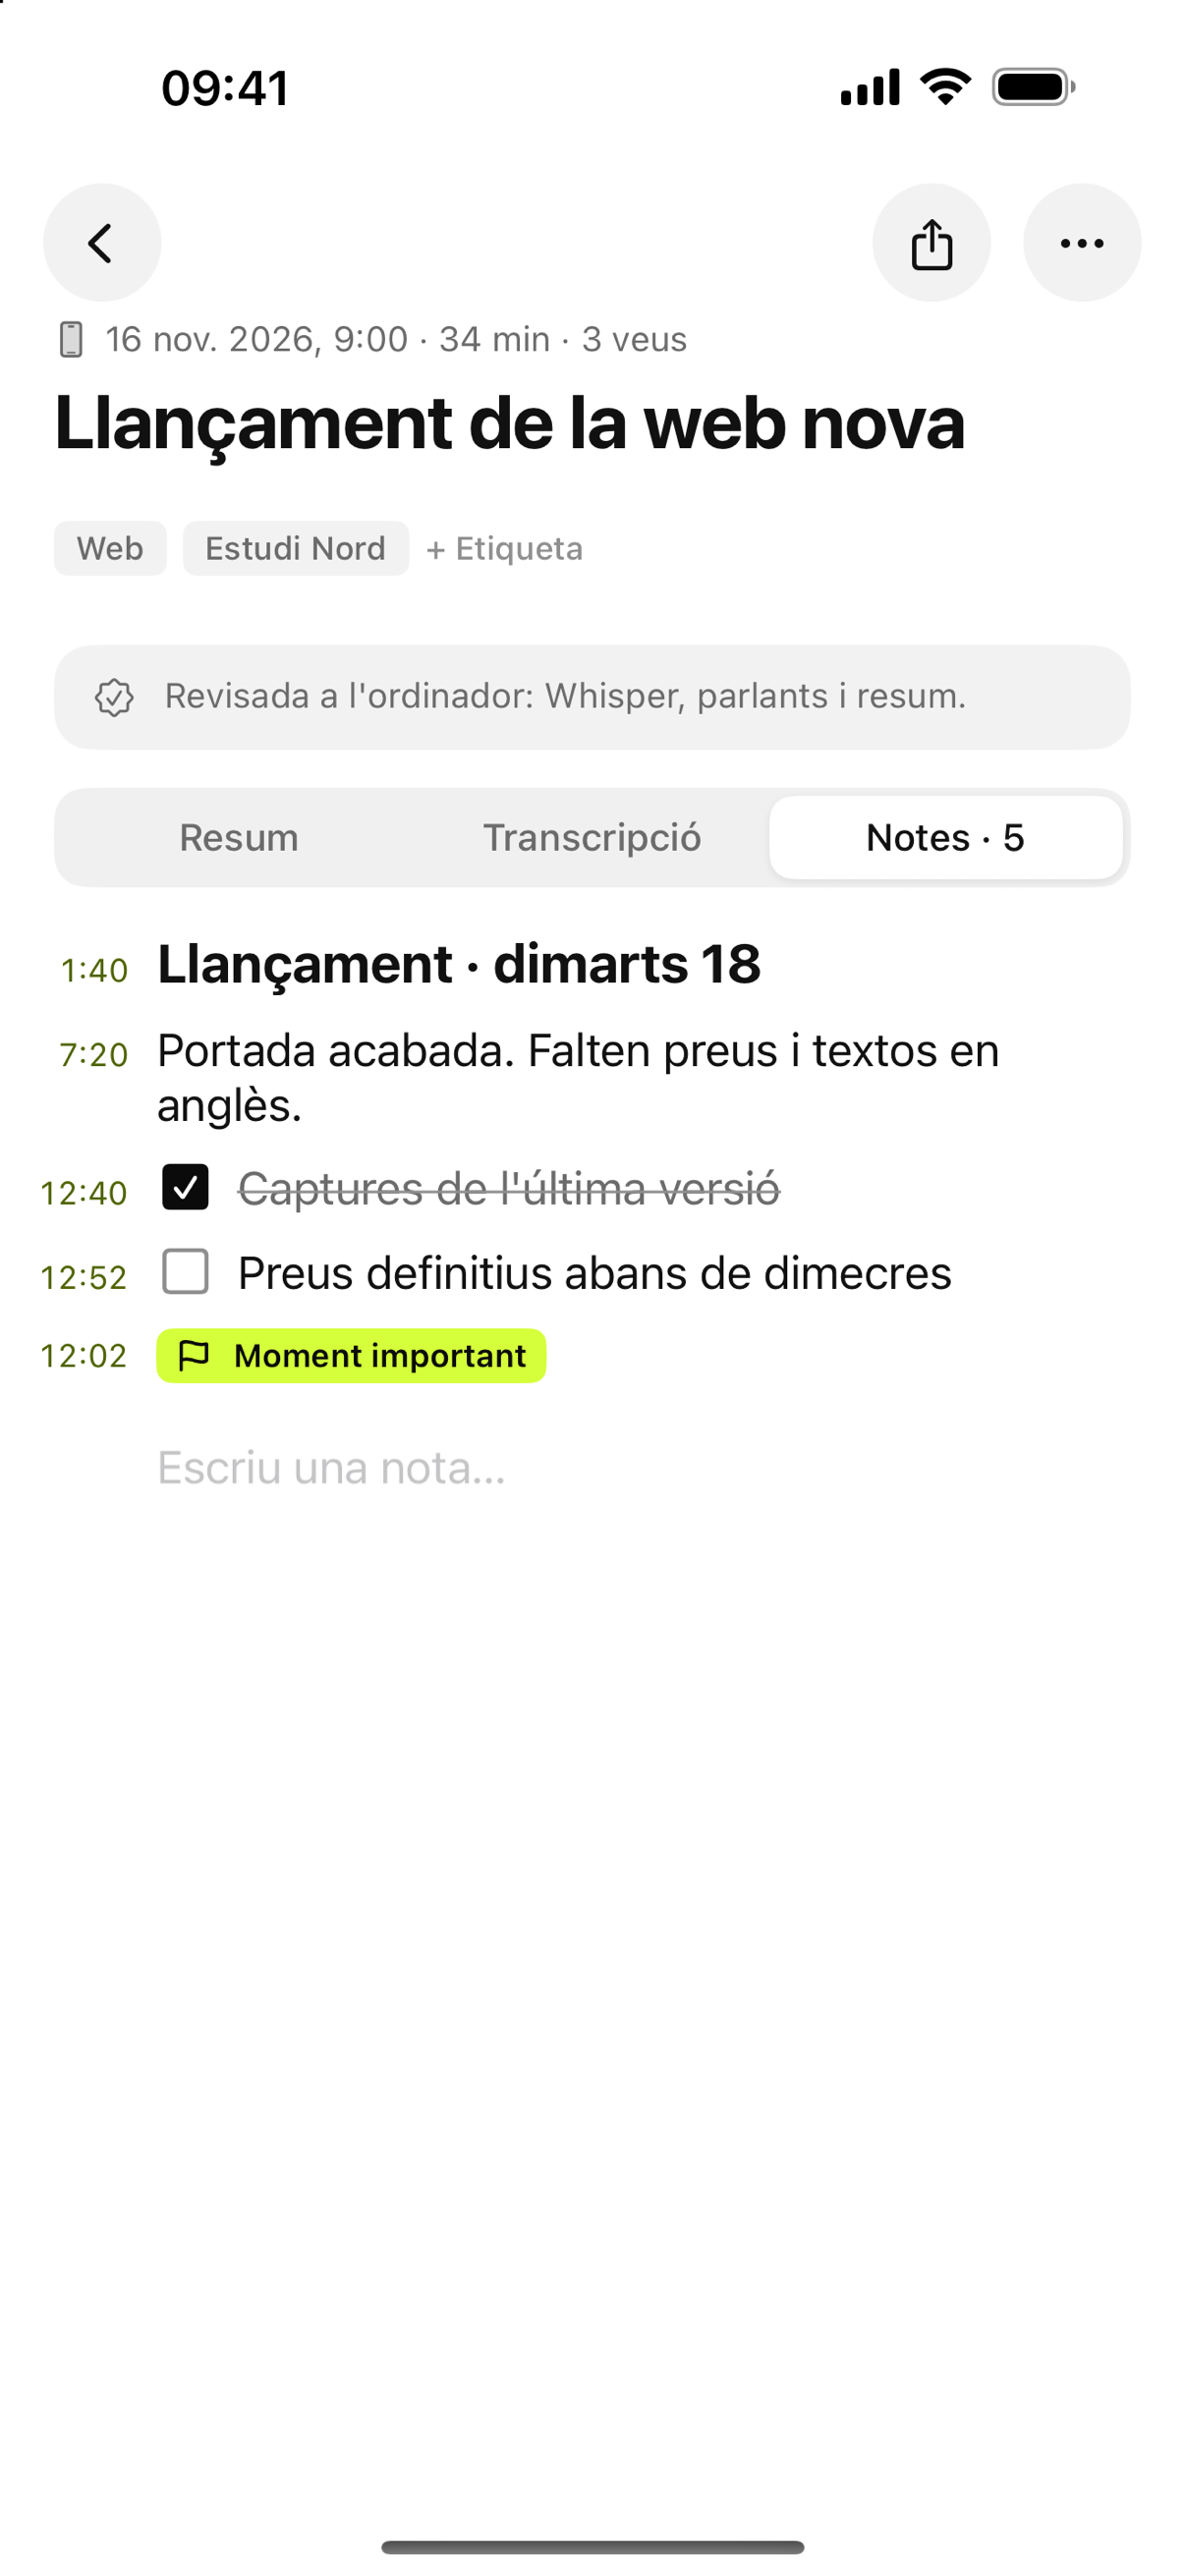 09:41
16 nov. 2026, 9:00 · 34 min · 3 veus
Llançament de la web nova
Web
Estudi Nord
+ Etiqueta
Revisada a l'ordinador: Whisper, parlants i resum.
Resum
Transcripció
Notes · 5
1:40 Llançament · dimarts 18
7:20 Portada acabada. Falten preus i textos en
anglès.
12:40 Captures de l'última versió
12:52 Preus definitius abans de dimecres
12:02 Moment important
Escriu una nota...